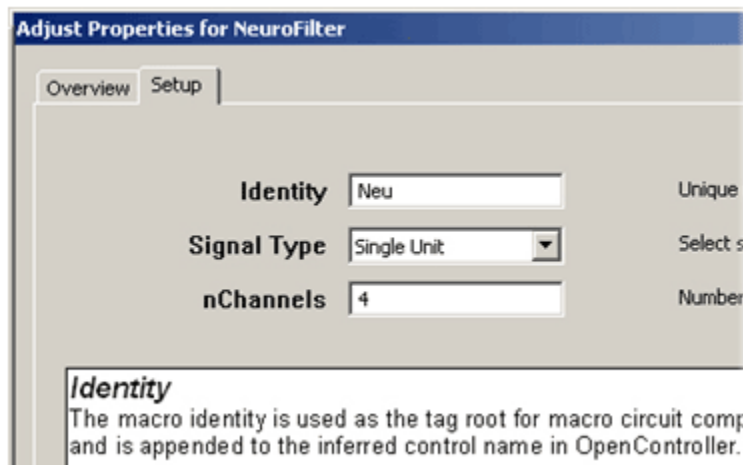 Adjust Properties for NeuroFilter
Overview Setup
Identity Neu Unique
Signal Type Single Unit Select
nChannels 4 Number
Identity
The macro identity is used as the tag root for macro circuit
and is appended to the inferred control name in OpenController.